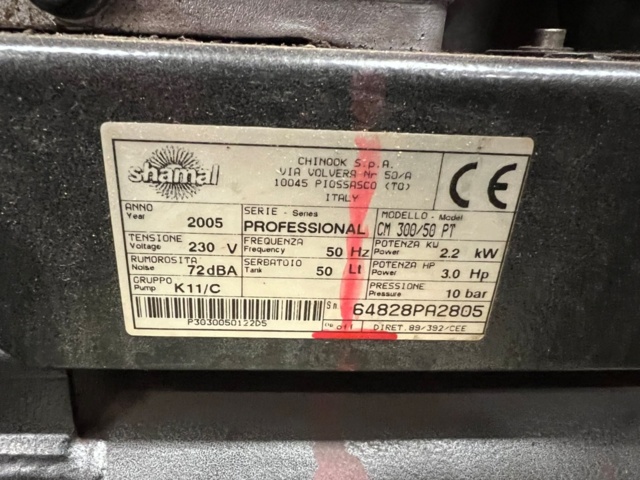 shamal
CHINOOK S.p.A.
VIA VOLVERA Nr 50/A
10045 PIOSSASCO (TO)
ITALY
CE
ANNO
Year 2005
SERIE - Series
PROFESSIONAL
MODELLO - Model
CM 300/50 PT
TENSIONE
Voltage 230 V
FREQUENZA
Frequency 50 Hz
POTENZA KW
Power 2.2 kW
RUMOROSITA
Noise 72dBA
SERBATOIO
Tank 50 Lt
POTENZA HP
Power 3.0 Hp
GRUPPO
Pump K11/C
PRESSIONE
Pressure 10 bar
S.N. 64828PA2805
P303005012205
DIRET. 89/392/CEE